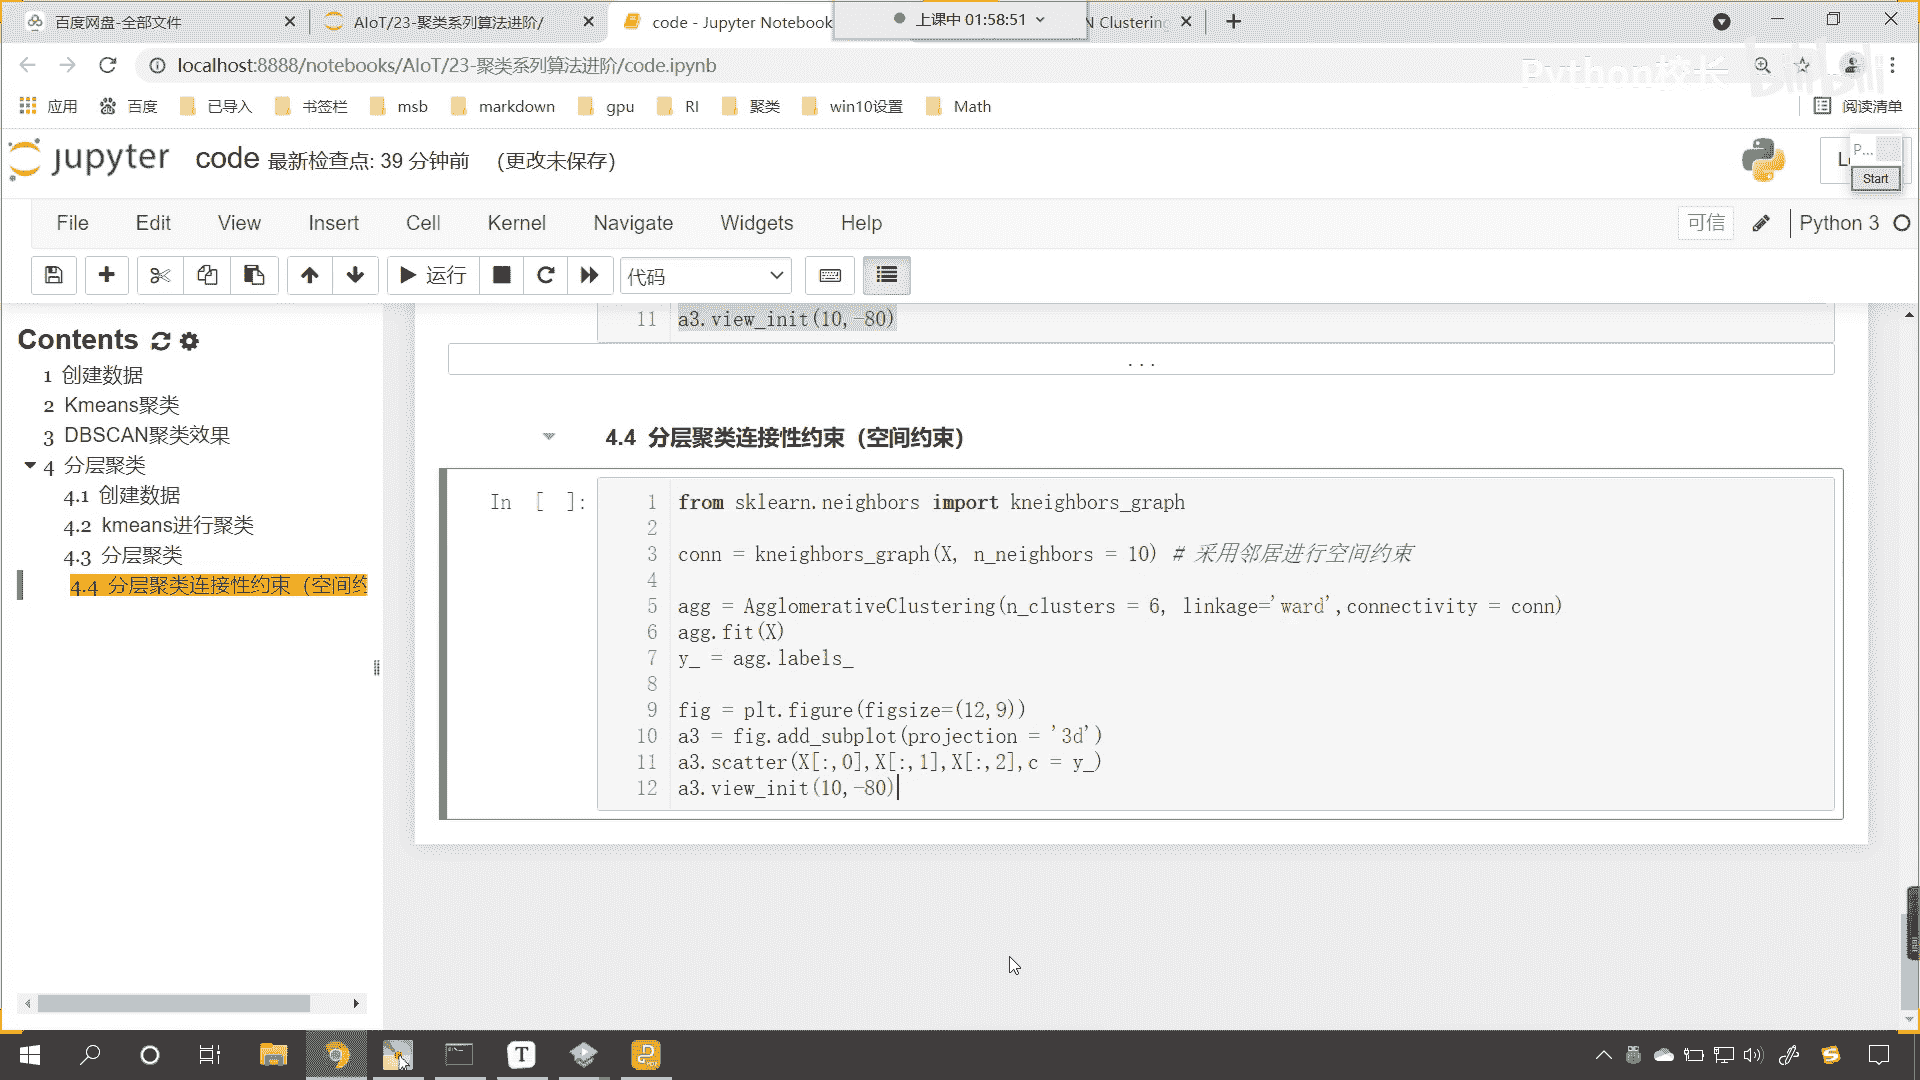 百度网盘-全部文件
AIoT/23-聚类系列算法进阶/
code - Jupyter Notebook
上课中 01:58:51
N Clustering
localhost:8888/notebooks/AIoT/23-聚类系列算法进阶/code.ipynb
Python校长
bilibili
应用
百度
已导入
书签栏
msb
markdown
gpu
RI
聚类
win10设置
Math
阅读清单
jupyter
code 最新检查点: 39 分钟前 (更改未保存)
P...
Start
File
Edit
View
Insert
Cell
Kernel
Navigate
Widgets
Help
可信
Python 3
运行
代码
Contents
1 创建数据
2 Kmeans聚类
3 DBSCAN聚类效果
4 分层聚类
4.1 创建数据
4.2 kmeans进行聚类
4.3 分层聚类
4.4 分层聚类连接性约束（空间约
11 a3.view_init(10,-80)
...
4.4 分层聚类连接性约束（空间约束）
In [ ]:
1 from sklearn.neighbors import kneighbors_graph
2
3 conn = kneighbors_graph(X, n_neighbors = 10) # 采用邻居进行空间约束
4
5 agg = AgglomerativeClustering(n_clusters = 6, linkage='ward',connectivity = conn)
6 agg.fit(X)
7 y_ = agg.labels_
8
9 fig = plt.figure(figsize=(12,9))
10 a3 = fig.add_subplot(projection = '3d')
11 a3.scatter(X[:,0],X[:,1],X[:,2],c = y_)
12 a3.view_init(10,-80)